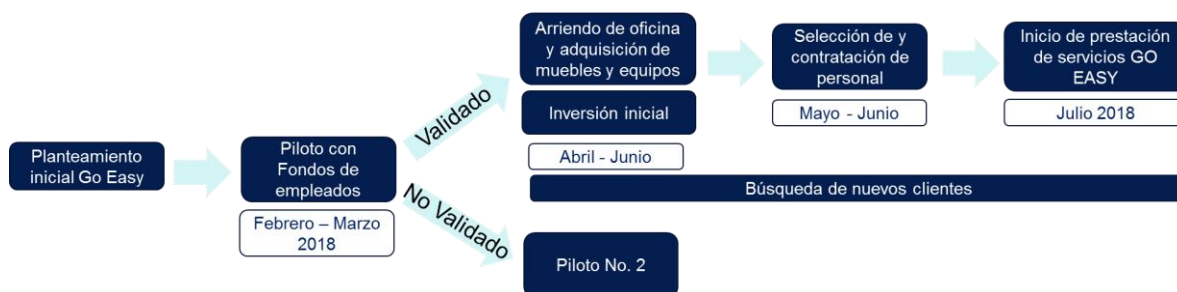 Planteamiento
inicial Go Easy
Piloto con
Fondos de
empleados
Febrero – Marzo
2018
Validado
No Validado
Arriendo de oficina
y adquisición de
muebles y equipos
Inversión inicial
Abril - Junio
Selección de y
contratación de
personal
Mayo - Junio
Inicio de prestación
de servicios GO
EASY
Julio 2018
Búsqueda de nuevos clientes
Piloto No. 2